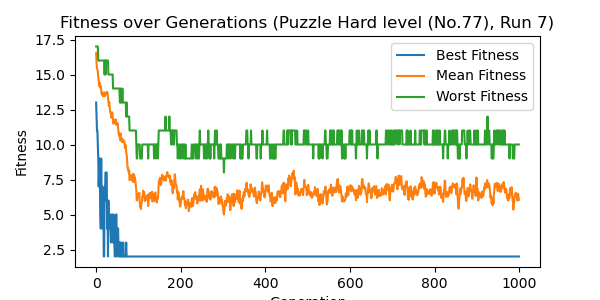 Fitness over Generations (Puzzle Hard level (No.77), Run 7)
17.5
15.0
12.5
10.0
7.5
5.0
2.5
Fitness
Best Fitness
Mean Fitness
Worst Fitness
0
200
400
600
800
1000
Generation